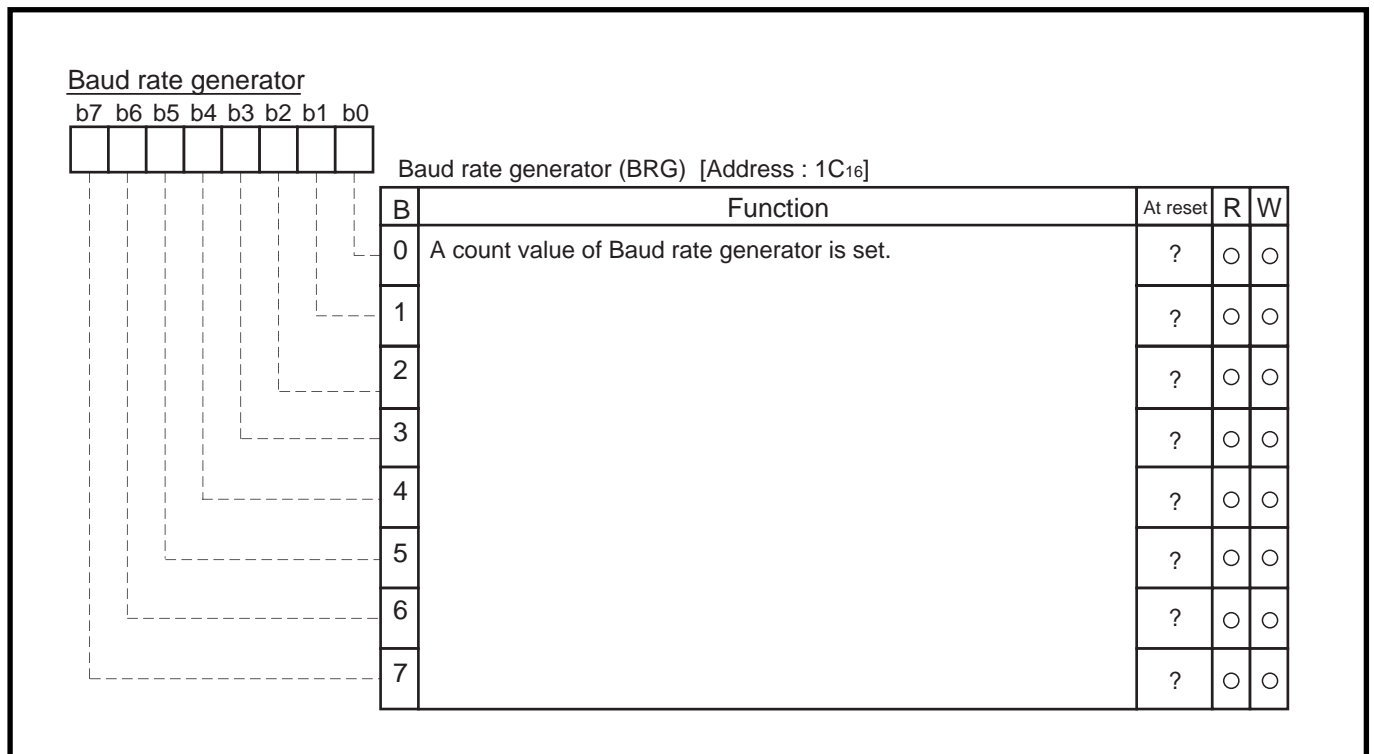 Baud rate generator
b7 b6 b5 b4 b3 b2 b1 b0
Baud rate generator (BRG) [Address : 1C16]
B Function At reset R W
0 A count value of Baud rate generator is set. ? ○ ○
1 ? ○ ○
2 ? ○ ○
3 ? ○ ○
4 ? ○ ○
5 ? ○ ○
6 ? ○ ○
7 ? ○ ○